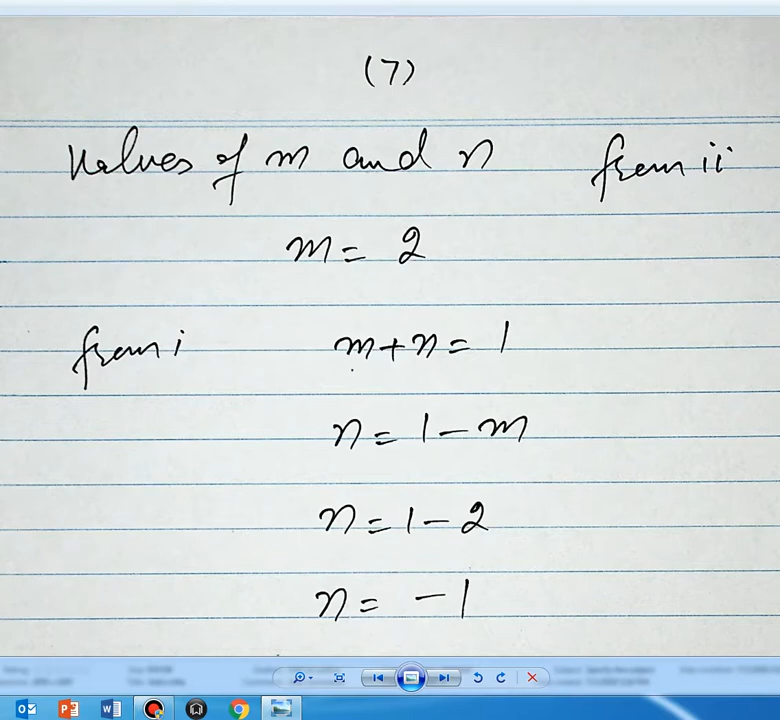 (7)
Values of m and n from ii
m = 2
from i m + n = 1
n = 1 - m
n = 1 - 2
n = - 1